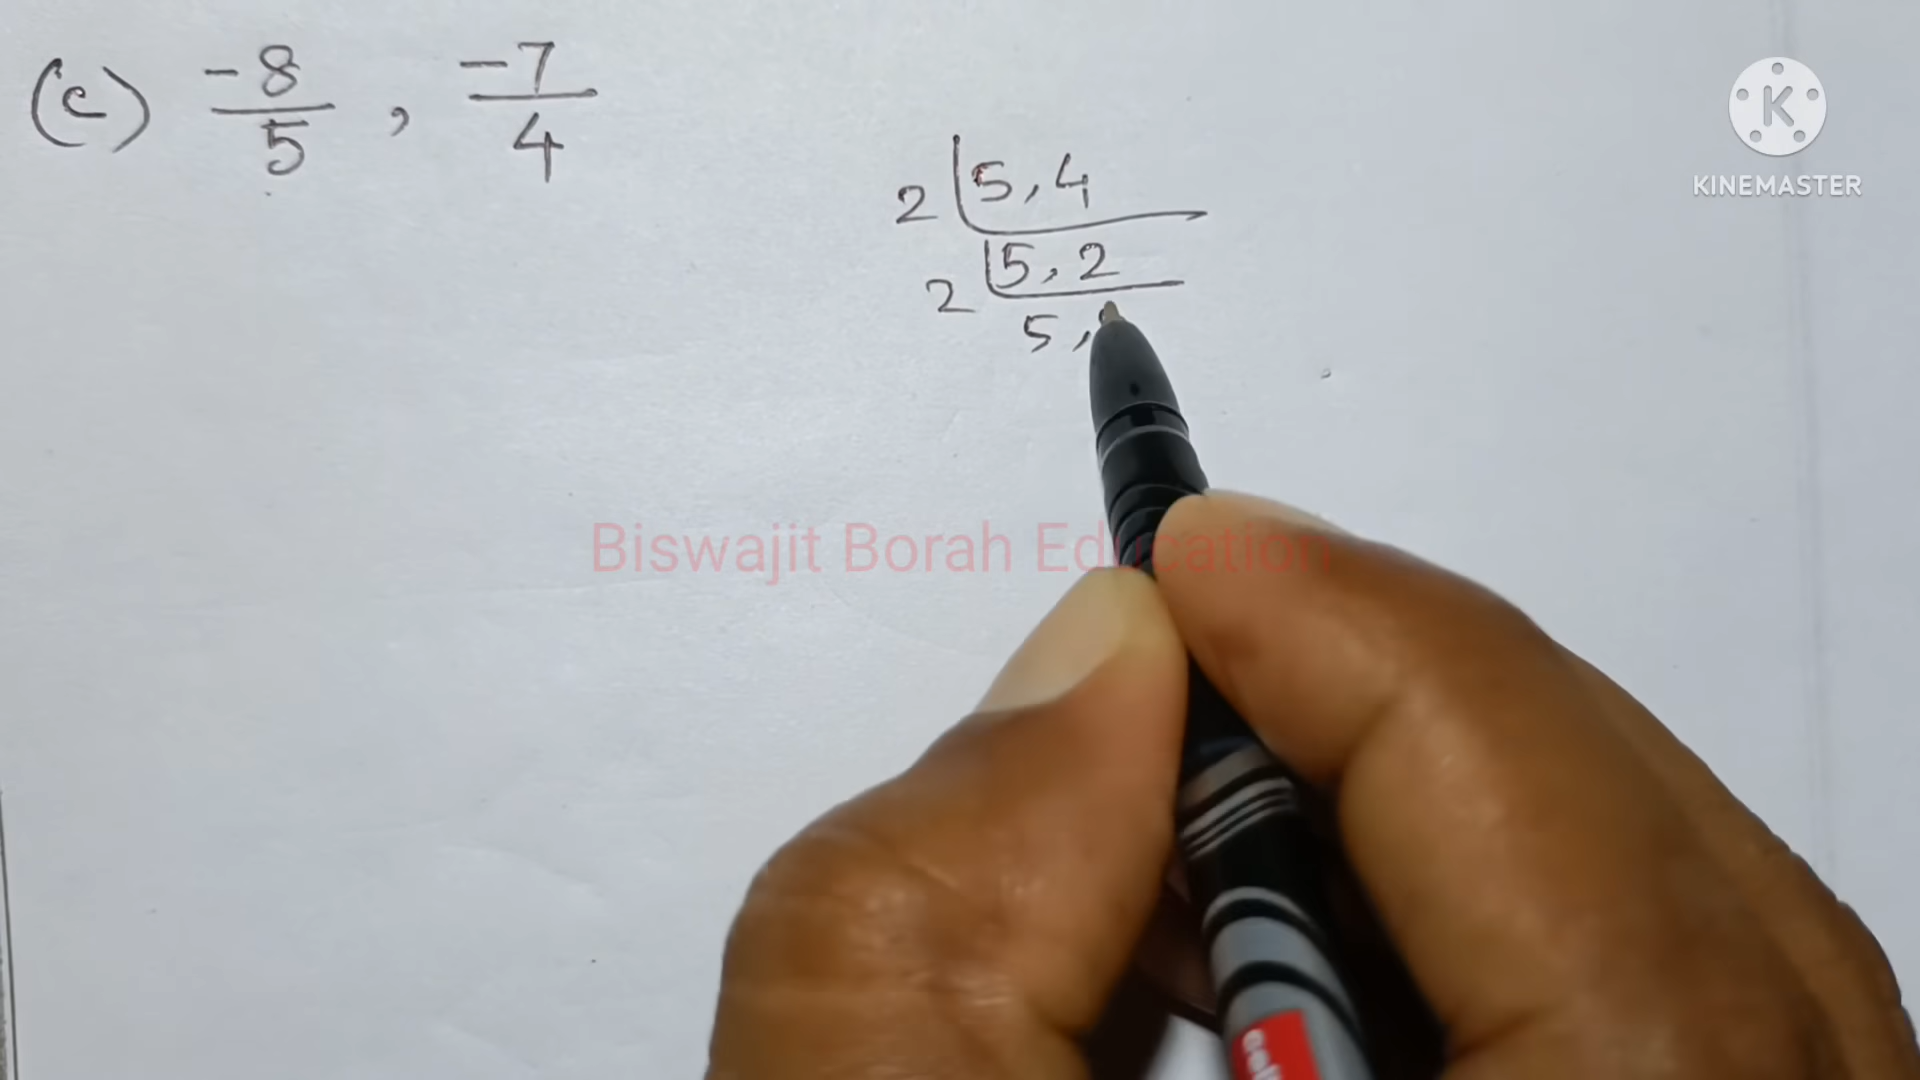 (c) -8/5 , -7/4
2 | 5, 4
2 | 5, 2
5,
KINEMASTER
Biswajit Borah Education